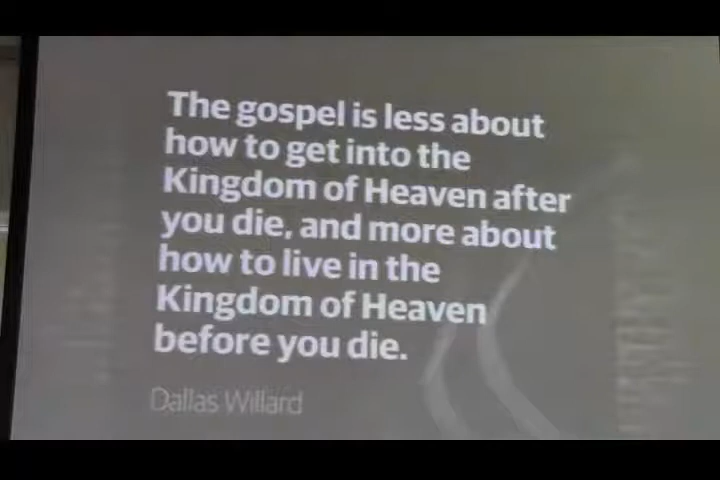 The gospel is less about
how to get into the
Kingdom of Heaven after
you die, and more about
how to live in the
Kingdom of Heaven
before you die.
Dallas Willard